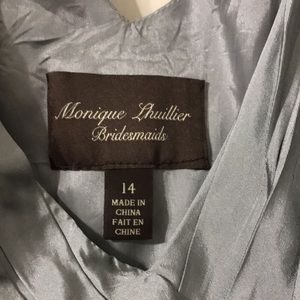 Monique Lhuillier
Bridesmaids
14
MADE IN
CHINA
FAIT EN
CHINE